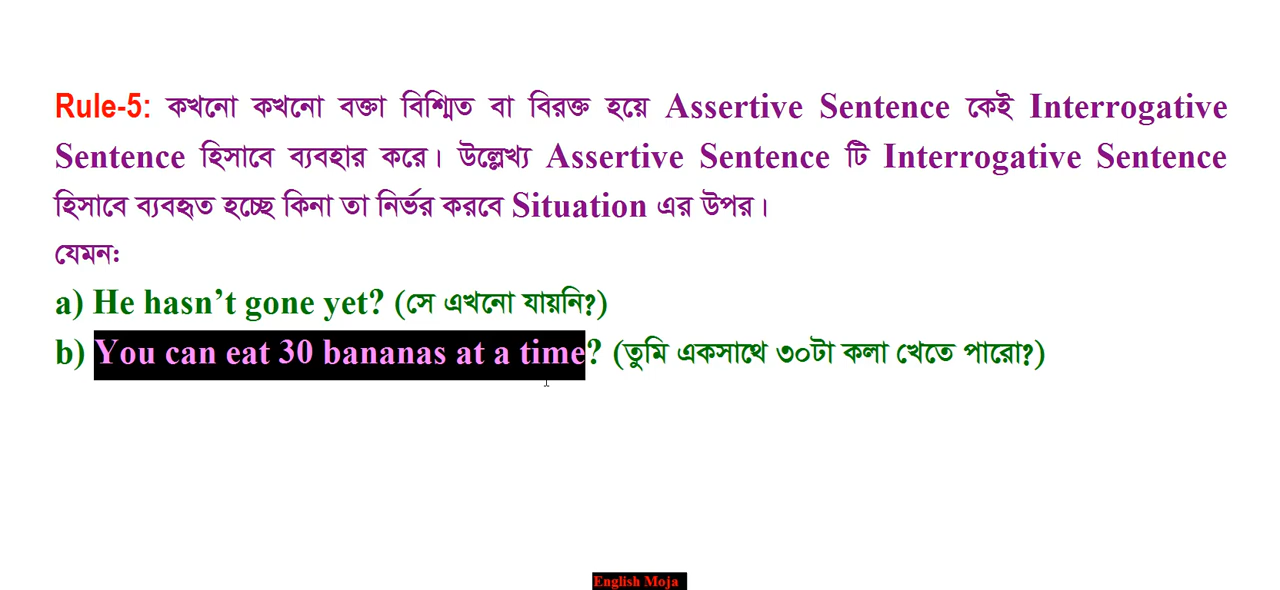 Rule-5: কখনো কখনো বক্তা বিশ্মিত বা বিরক্ত হয়ে Assertive Sentence কেই Interrogative
Sentence হিসাবে ব্যবহার করে। উল্লেখ্য Assertive Sentence টি Interrogative Sentence
হিসাবে ব্যবহৃত হচ্ছে কিনা তা নির্ভর করবে Situation এর উপর।
যেমন:
a) He hasn’t gone yet? (সে এখনো যায়নি?)
b) You can eat 30 bananas at a time? (তুমি একসাথে ৩০টা কলা খেতে পারো?)
English Moja